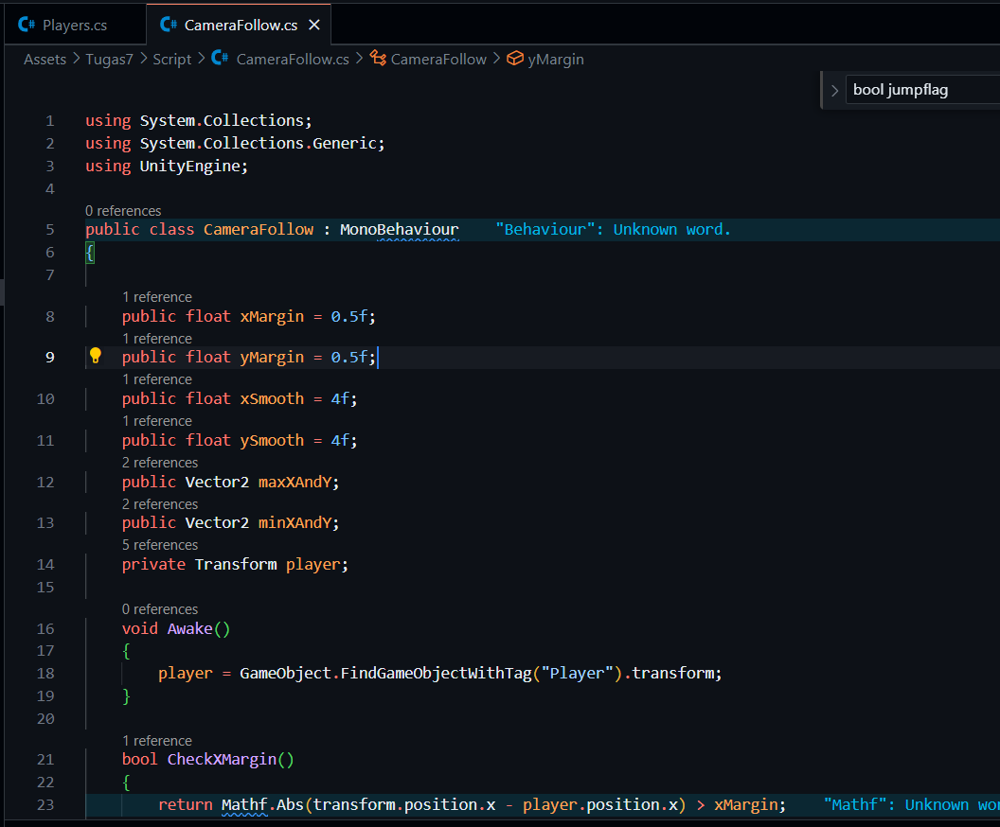 Players.cs
CameraFollow.cs
Assets > Tugas7 > Script > CameraFollow.cs > CameraFollow > yMargin
bool jumpflag
1 using System.Collections;
2 using System.Collections.Generic;
3 using UnityEngine;
4
0 references
5 public class CameraFollow : MonoBehaviour "Behaviour": Unknown word.
6 {
7
1 reference
8 public float xMargin = 0.5f;
1 reference
9 public float yMargin = 0.5f;
1 reference
10 public float xSmooth = 4f;
1 reference
11 public float ySmooth = 4f;
2 references
12 public Vector2 maxXAndY;
2 references
13 public Vector2 minXAndY;
5 references
14 private Transform player;
15
0 references
16 void Awake()
17 {
18 player = GameObject.FindGameObjectWithTag("Player").transform;
19 }
20
1 reference
21 bool CheckXMargin()
22 {
23 return Mathf.Abs(transform.position.x - player.position.x) > xMargin; "Mathf": Unknown